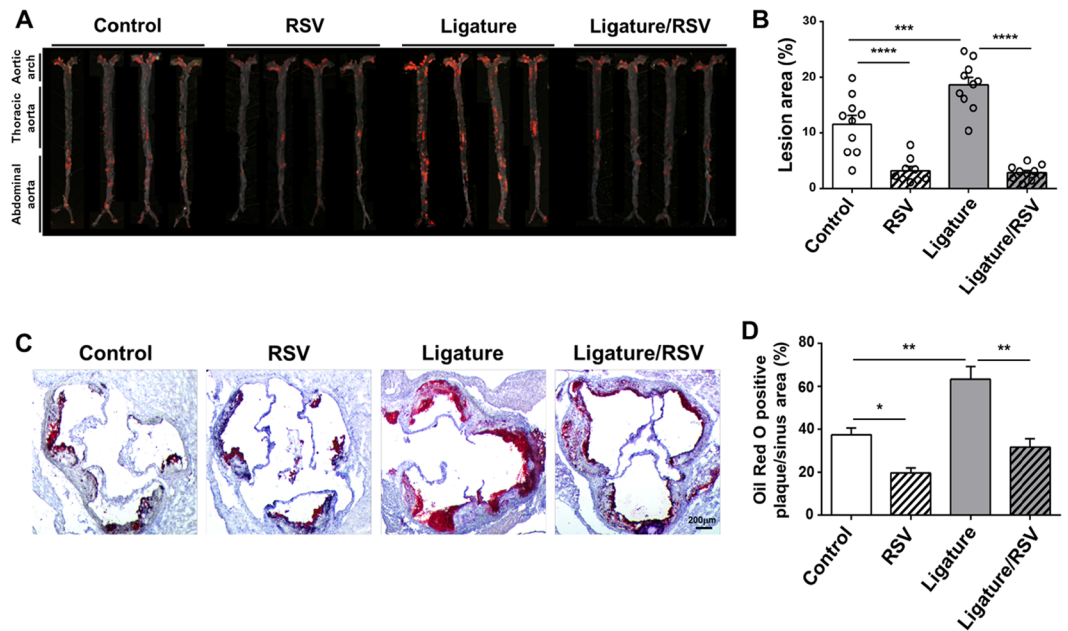 A
Control
RSV
Ligature
Ligature/RSV
Aortic
arch
Thoracic
aorta
Abdominal
aorta
B
Lesion area (%)
30
20
10
0
***
****
****
Control
RSV
Ligature
Ligature/RSV
C
Control
RSV
Ligature
Ligature/RSV
200μm
D
Oil Red O positive
plaque/sinus area (%)
80
60
40
20
0
**
**
*
Control
RSV
Ligature
Ligature/RSV